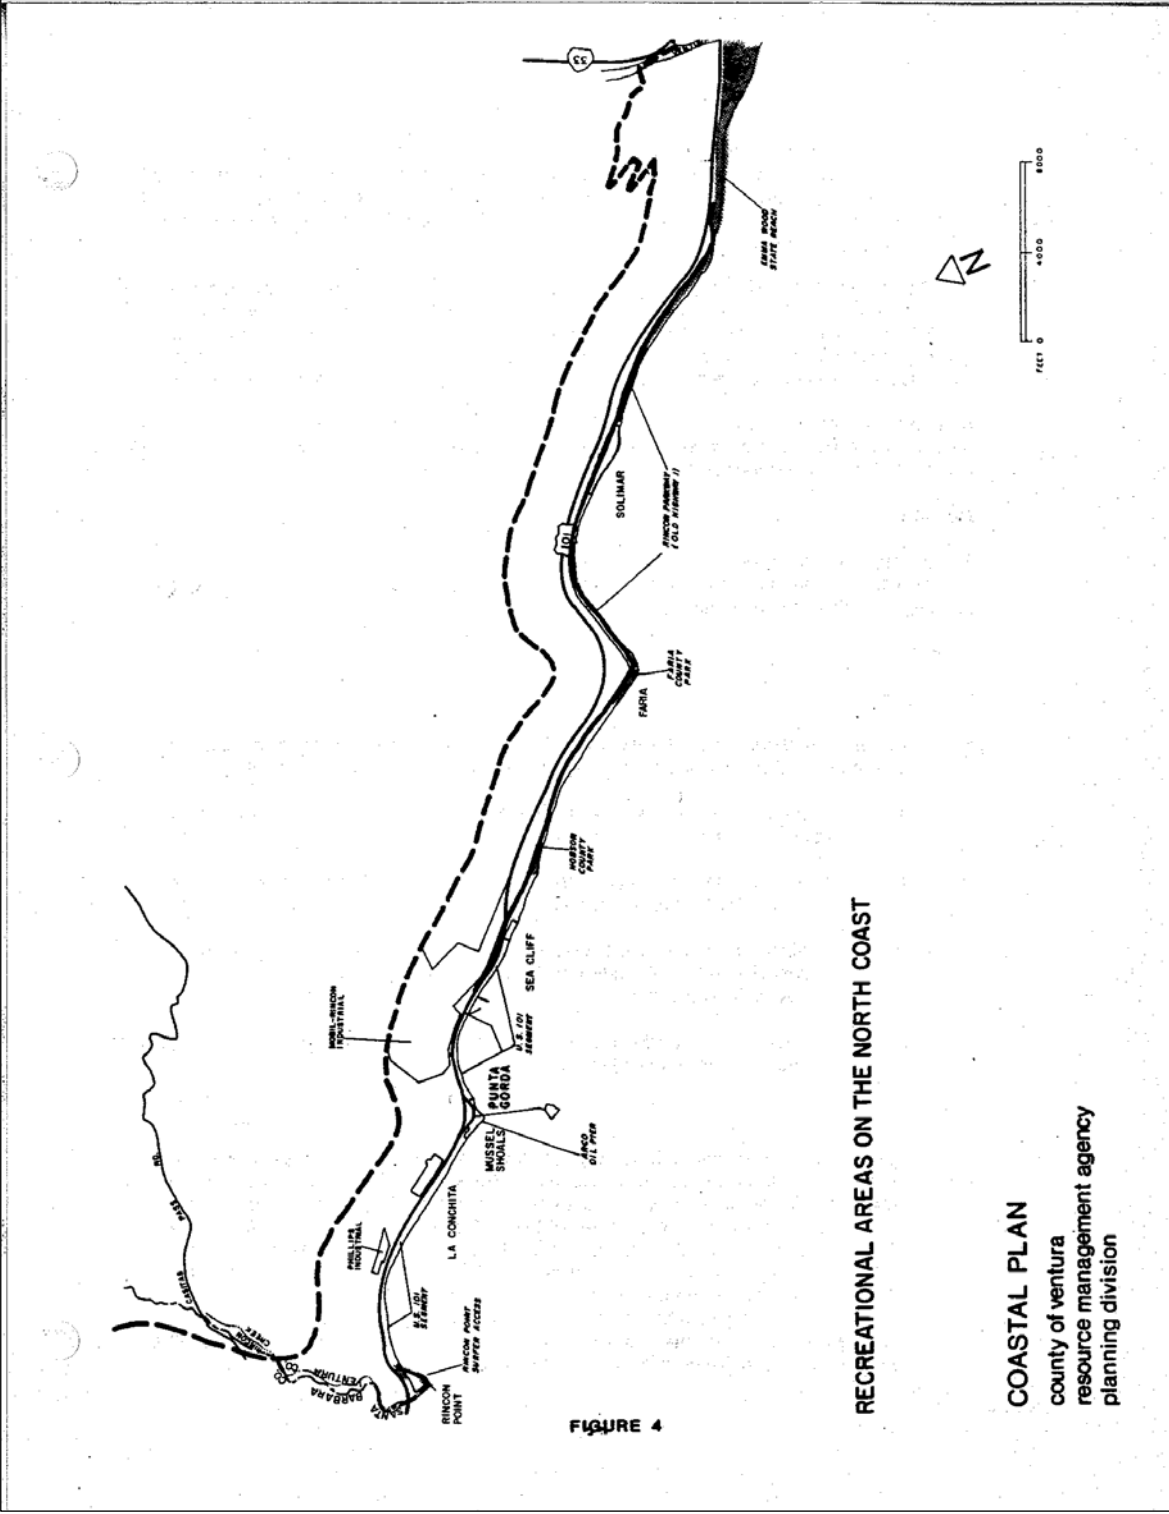 33
EMMA WOOD
STATE BEACH
N
FEET 0 4000 8000
RINCON PARKWAY
(OLD HIGHWAY 1)
SOLIMAR
101
FARIA
COUNTY
PARK
FARIA
HOBSON
COUNTY
PARK
SEA CLIFF
U.S. 101
SEGMENT
MOBIL-RINCON
INDUSTRIAL
PUNTA
GORDA
MUSSEL
SHOALS
ARCO
OIL PIER
LA CONCHITA
PHILLIPS
INDUSTRIAL
U.S. 101
SEGMENT
RINCON POINT
SURFER ACCESS
RINCON
POINT
CASITAS PASS RD.
RINCON
CREEK
VENTURA
SANTA BARBARA
FIGURE 4
RECREATIONAL AREAS ON THE NORTH COAST
COASTAL PLAN
county of ventura
resource management agency
planning division